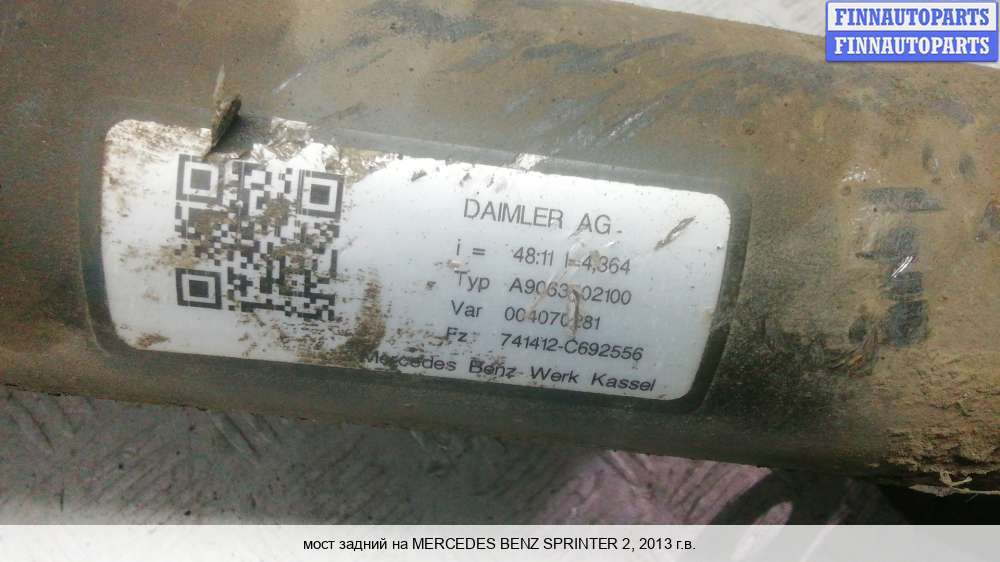 FINNAUTOPARTS
FINNAUTOPARTS
DAIMLER AG
i = 48:11 i=4,364
Typ
Var
Fz 741412-C692556
Mercedes Benz Werk Kassel
мост задний на MERCEDES BENZ SPRINTER 2, 2013 г.в.